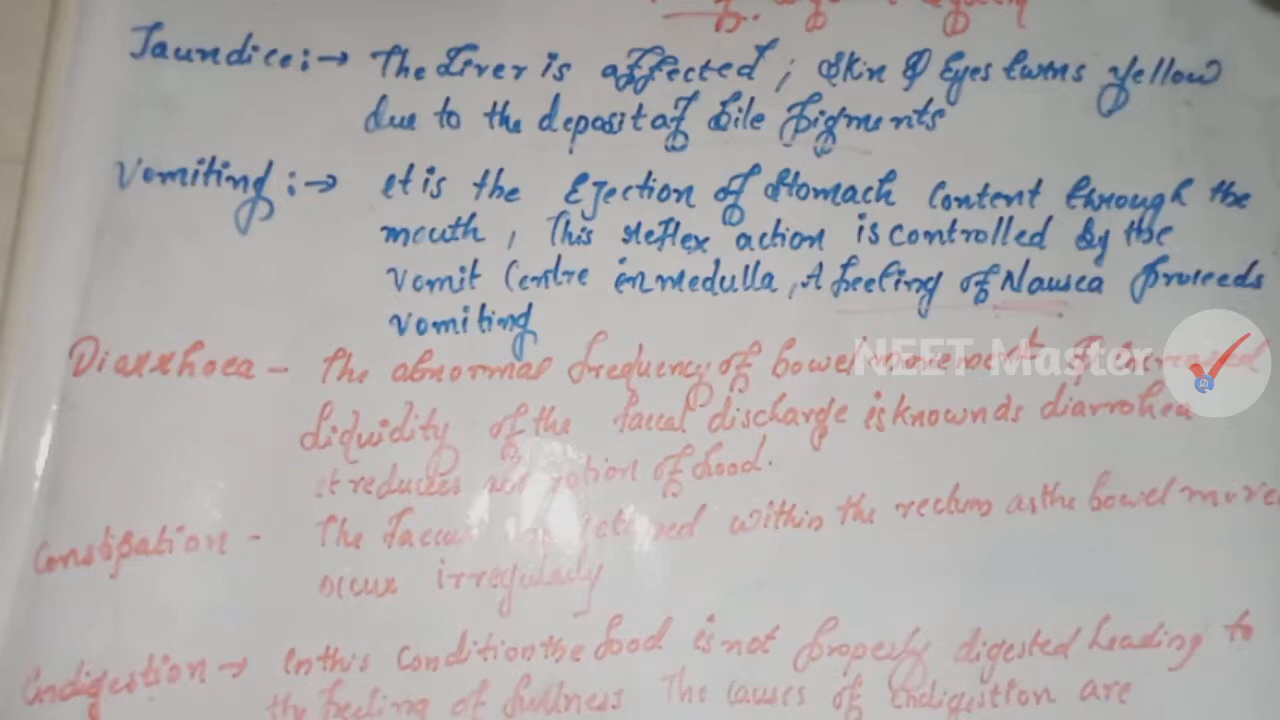 Jaundice:→ The Liver is affected; Skin & Eyes turns yellow
due to the deposit of Bile Pigments
Vomiting:→ It is the Ejection of Stomach Content through the
mouth, This reflex action is controlled by the
Vomit Centre in medulla, A feeling of Nausea proceeds
vomiting
Diarrhoea - The abnormal frequency of bowel movement & increased
liquidity of the faecal discharge is known as diarrohea
it reduces of food.
Constipation - The within the rectum as the bowel move
occur irregularly
Indigestion → In this condition the food is not properly digested leading to
the feeling of fullness The causes of Indigestion are
NEET Master